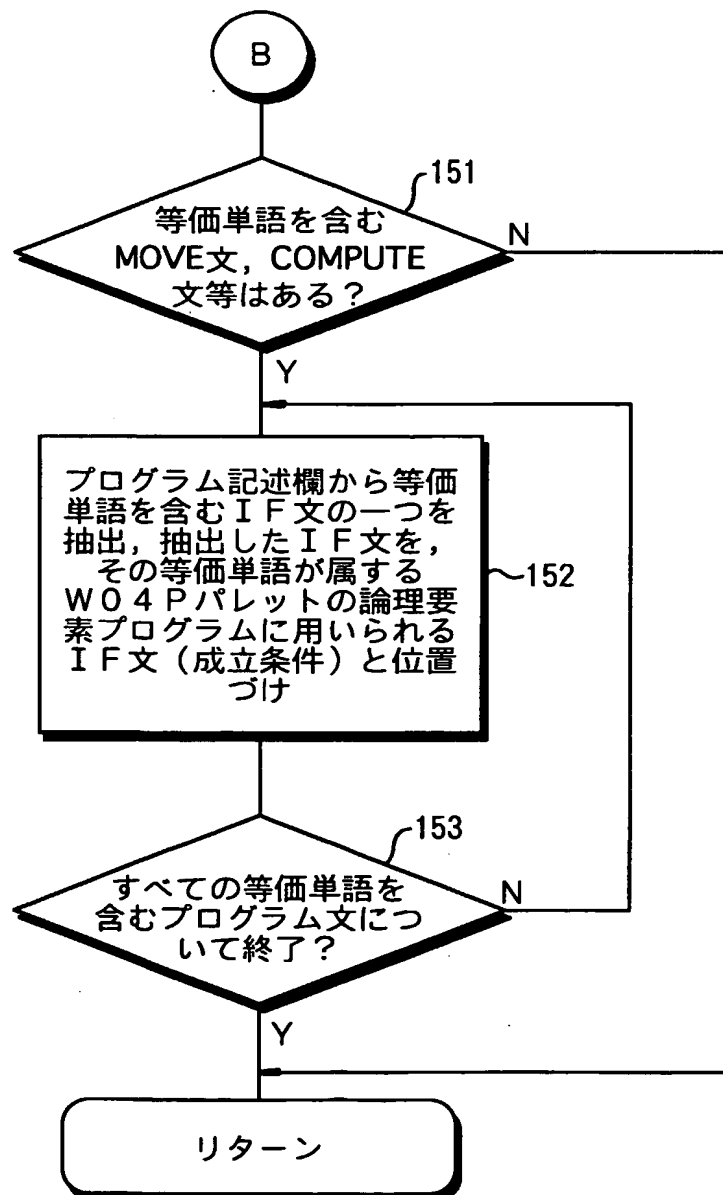 B
151
等価単語を含む
MOVE文，COMPUTE
文等はある？
N
Y
プログラム記述欄から等価
単語を含むＩＦ文の一つを
抽出，抽出したＩＦ文を，
その等価単語が属する
Ｗ０４Ｐパレットの論理要
素プログラムに用いられる
ＩＦ文（成立条件）と位置
づけ
152
153
すべての等価単語を
含むプログラム文につ
いて終了？
N
Y
リターン